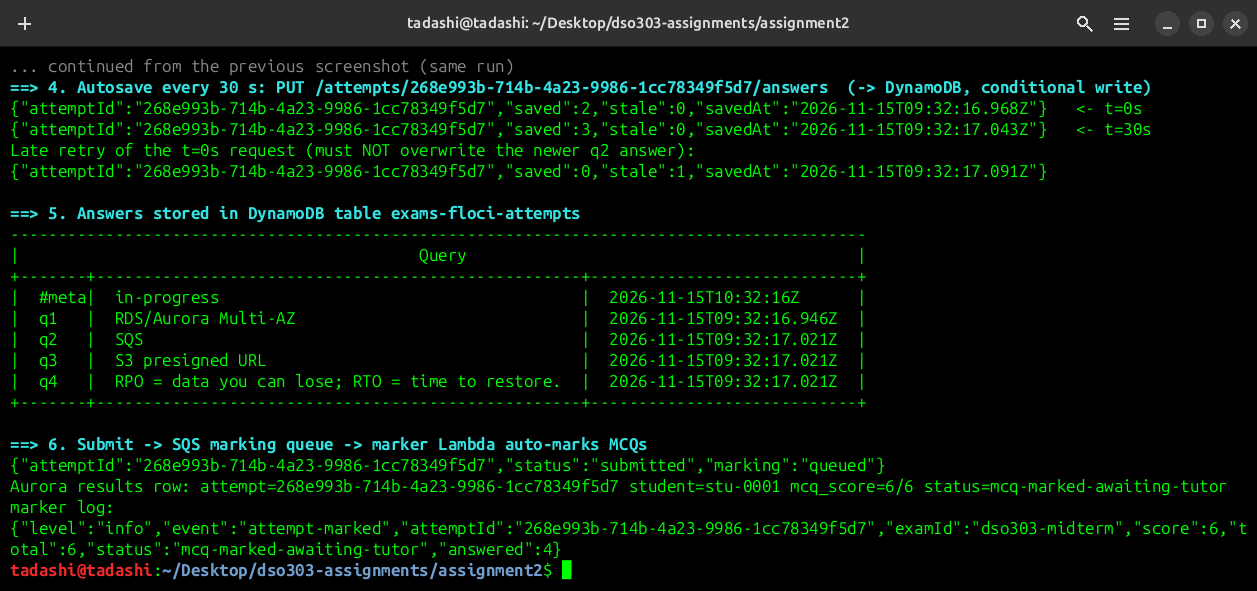 tadashi@tadashi: ~/Desktop/dso303-assignments/assignment2
... continued from the previous screenshot (same run)
==> 4. Autosave every 30 s: PUT /attempts/268e993b-714b-4a23-9986-1cc78349f5d7/answers  (-> DynamoDB, conditional write)
{"attemptId":"268e993b-714b-4a23-9986-1cc78349f5d7","saved":2,"stale":0,"savedAt":"2026-11-15T09:32:16.968Z"}   <- t=0s
{"attemptId":"268e993b-714b-4a23-9986-1cc78349f5d7","saved":3,"stale":0,"savedAt":"2026-11-15T09:32:17.043Z"}   <- t=30s
Late retry of the t=0s request (must NOT overwrite the newer q2 answer):
{"attemptId":"268e993b-714b-4a23-9986-1cc78349f5d7","saved":0,"stale":1,"savedAt":"2026-11-15T09:32:17.091Z"}
==> 5. Answers stored in DynamoDB table exams-floci-attempts
-----------------------------------------------------------------------------------------
|                                         Query                                         |
+-------+---------------------------------------------------+----------------------------+
|  #meta|  in-progress                                      |  2026-11-15T10:32:16Z      |
|  q1   |  RDS/Aurora Multi-AZ                              |  2026-11-15T09:32:16.946Z  |
|  q2   |  SQS                                              |  2026-11-15T09:32:17.021Z  |
|  q3   |  S3 presigned URL                                 |  2026-11-15T09:32:17.021Z  |
|  q4   |  RPO = data you can lose; RTO = time to restore.  |  2026-11-15T09:32:17.021Z  |
+-------+---------------------------------------------------+----------------------------+
==> 6. Submit -> SQS marking queue -> marker Lambda auto-marks MCQs
{"attemptId":"268e993b-714b-4a23-9986-1cc78349f5d7","status":"submitted","marking":"queued"}
Aurora results row: attempt=268e993b-714b-4a23-9986-1cc78349f5d7 student=stu-0001 mcq_score=6/6 status=mcq-marked-awaiting-tutor
marker log:
{"level":"info","event":"attempt-marked","attemptId":"268e993b-714b-4a23-9986-1cc78349f5d7","examId":"dso303-midterm","score":6,"t
otal":6,"status":"mcq-marked-awaiting-tutor","answered":4}
tadashi@tadashi:~/Desktop/dso303-assignments/assignment2$